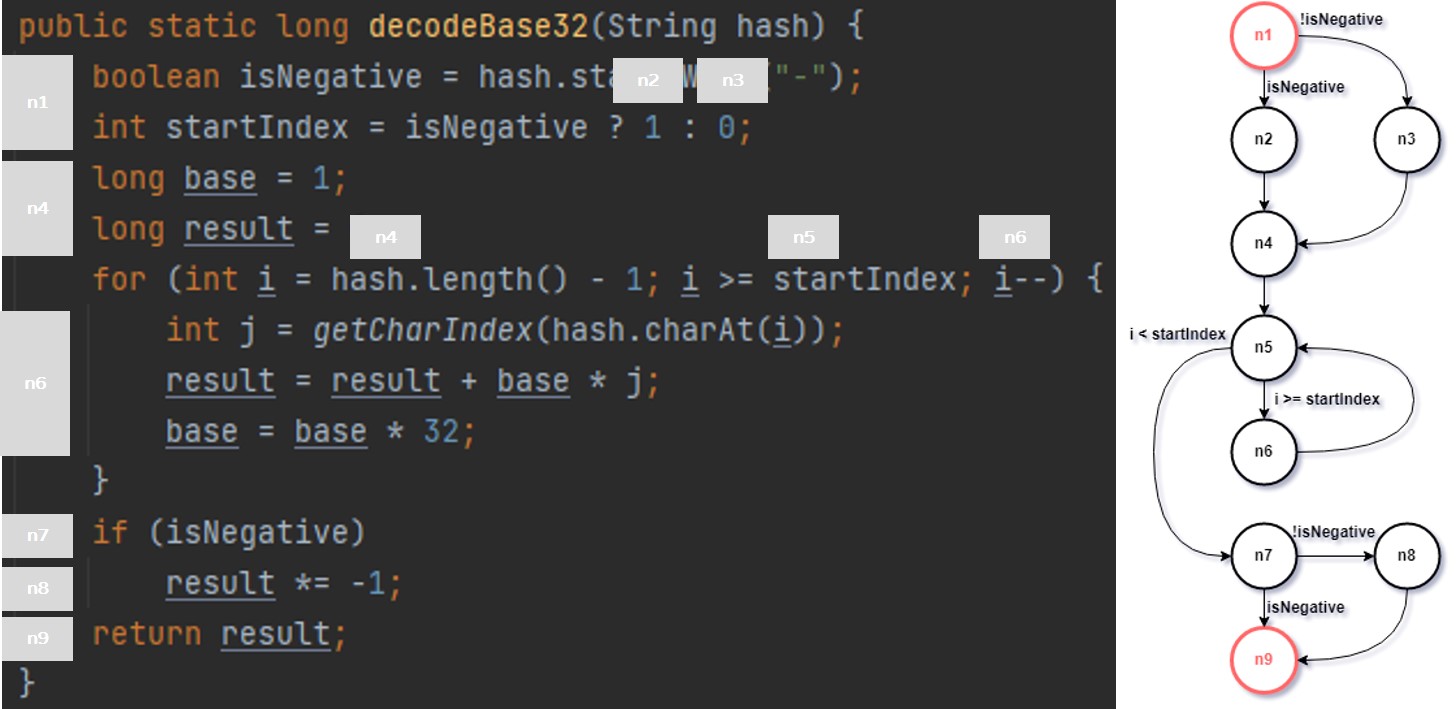 public static long decodeBase32(String hash) {
n1
boolean isNegative = hash.sta n2 W n3 ("-");
int startIndex = isNegative ? 1 : 0;
n4
long base = 1;
long result =
n4 n5 n6
for (int i = hash.length() - 1; i >= startIndex; i--) {
int j = getCharIndex(hash.charAt(i));
n6
result = result + base * j;
base = base * 32;
}
n7 if (isNegative)
n8 result *= -1;
n9 return result;
}
n1
!isNegative
isNegative
n2
n3
n4
i < startIndex
n5
i >= startIndex
n6
n7
!isNegative
n8
isNegative
n9